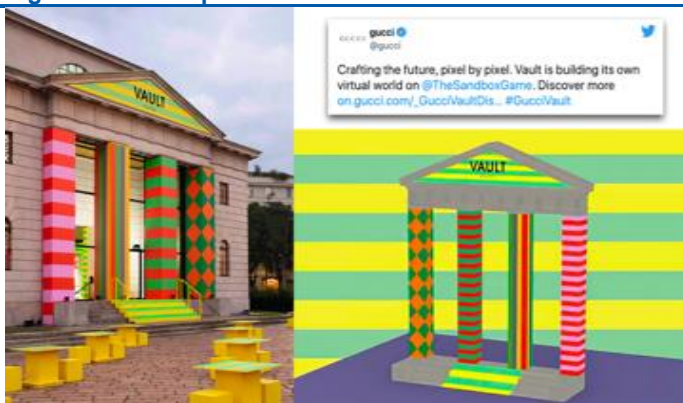 VAULT
gucci
@gucci
Crafting the future, pixel by pixel. Vault is building its own
virtual world on @TheSandboxGame. Discover more
on.gucci.com/_GucciVaultDis... #GucciVault
VAULT